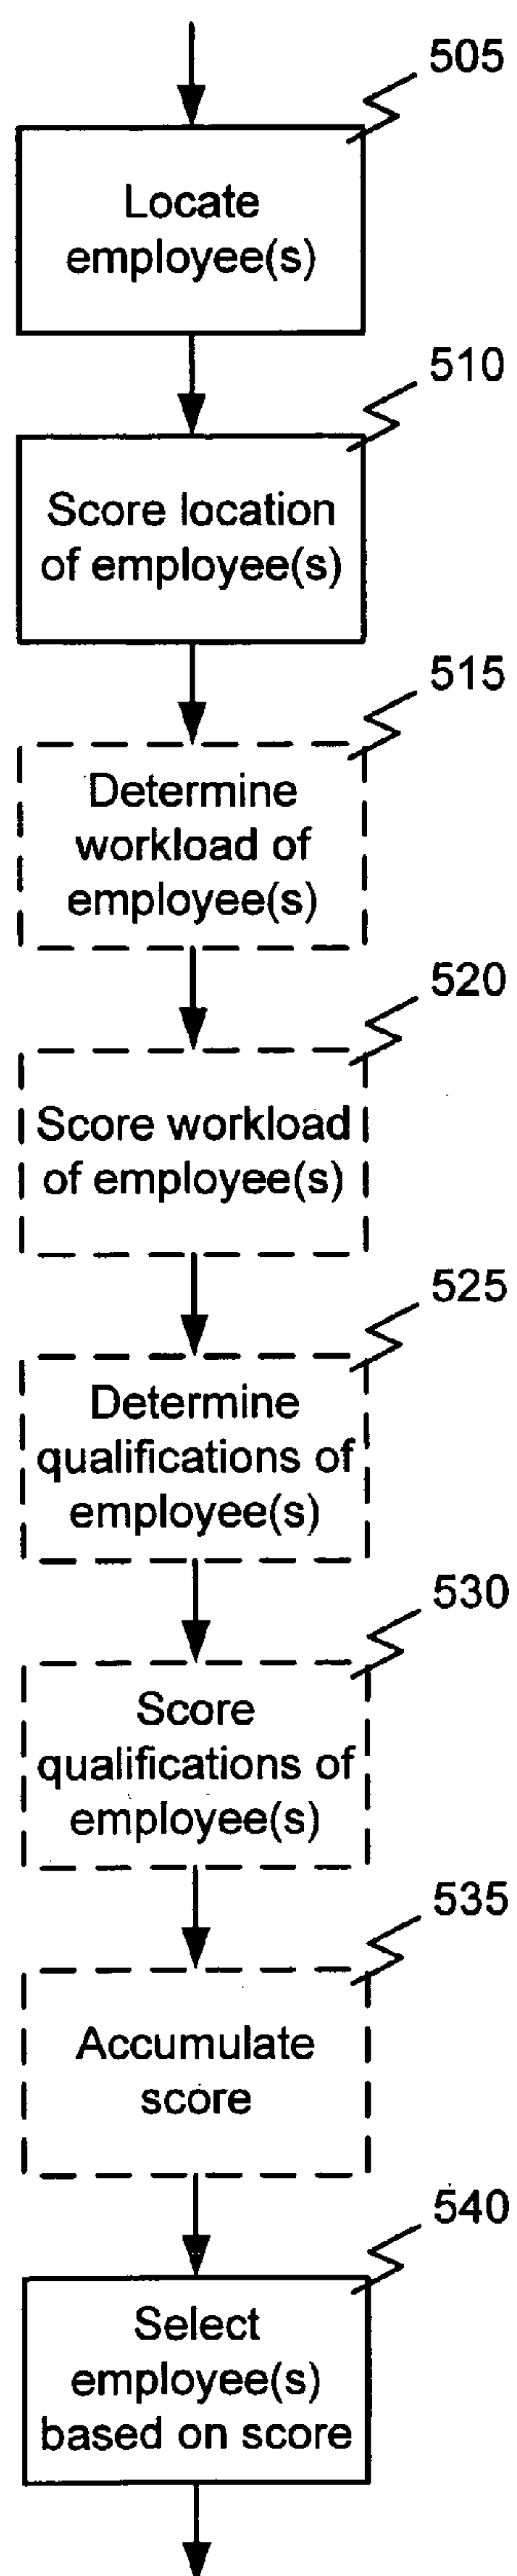 505
Locate
employee(s)
510
Score location
of employee(s)
515
Determine
workload of
employee(s)
520
Score workload
of employee(s)
525
Determine
qualifications of
employee(s)
530
Score
qualifications of
employee(s)
535
Accumulate
score
540
Select
employee(s)
based on score